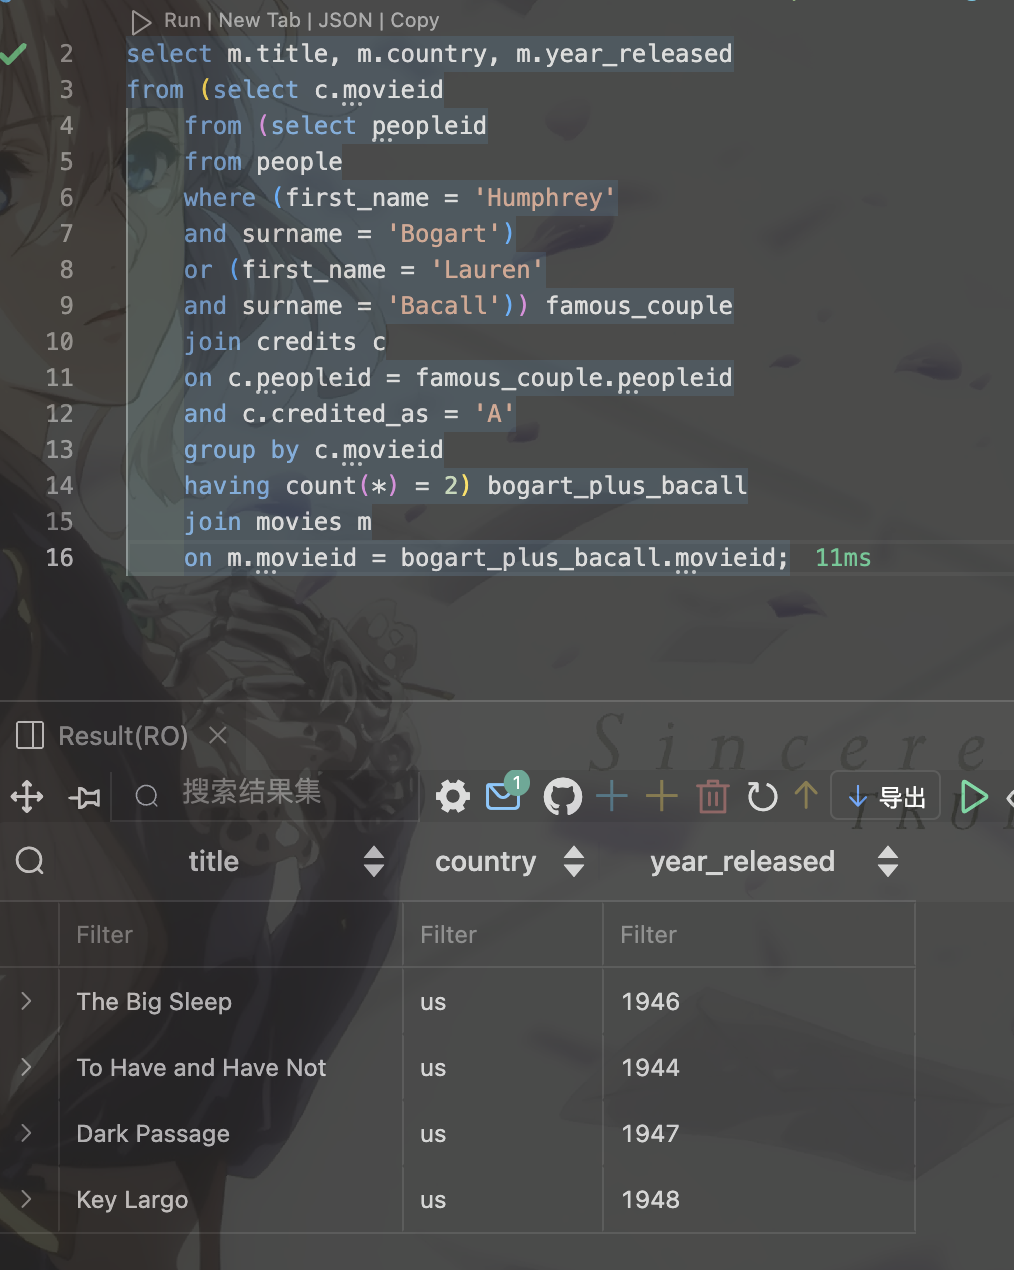 Run | New Tab | JSON | Copy
2 select m.title, m.country, m.year_released
3 from (select c.movieid
4 from (select peopleid
5 from people
6 where (first_name = 'Humphrey'
7 and surname = 'Bogart')
8 or (first_name = 'Lauren'
9 and surname = 'Bacall')) famous_couple
10 join credits c
11 on c.peopleid = famous_couple.peopleid
12 and c.credited_as = 'A'
13 group by c.movieid
14 having count(*) = 2) bogart_plus_bacall
15 join movies m
16 on m.movieid = bogart_plus_bacall.movieid; 11ms
Sincere
Result(RO)
搜索结果集 1 导出
title country year_released
Filter Filter Filter
The Big Sleep us 1946
To Have and Have Not us 1944
Dark Passage us 1947
Key Largo us 1948